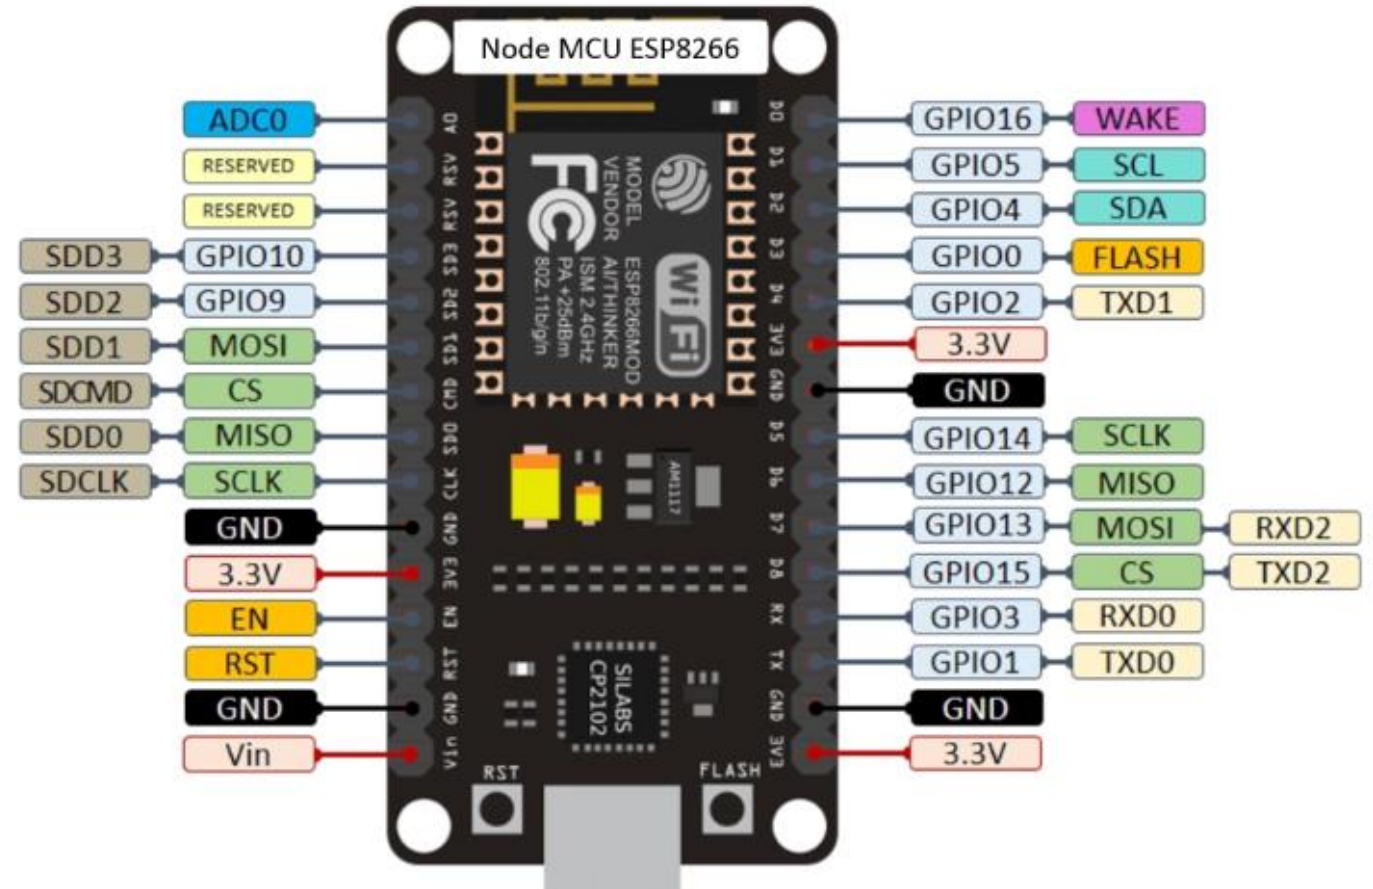 Node MCU ESP8266
ADC0
RESERVED
RESERVED
SDD3 GPIO10
SDD2 GPIO9
SDD1 MOSI
SDCMD CS
SDD0 MISO
SDCLK SCLK
GND
3.3V
EN
RST
GND
Vin
A0
RSV
RSV
SD3
SD2
SD1
CMD
SD0
CLK
GND
3V3
EN
RST
GND
Vin
FC
MODEL ESP8266MOD
VENDOR AI/THINKER
ISM 2.4GHz
PA +25dBm
802.11b/g/n
WiFi
AM1117
SILABS
CP2102
RST
FLASH
D0
D1
D2
D3
D4
3V3
GND
D5
D6
D7
D8
RX
TX
GND
3V3
GPIO16 WAKE
GPIO5 SCL
GPIO4 SDA
GPIO0 FLASH
GPIO2 TXD1
3.3V
GND
GPIO14 SCLK
GPIO12 MISO
GPIO13 MOSI RXD2
GPIO15 CS TXD2
GPIO3 RXD0
GPIO1 TXD0
GND
3.3V